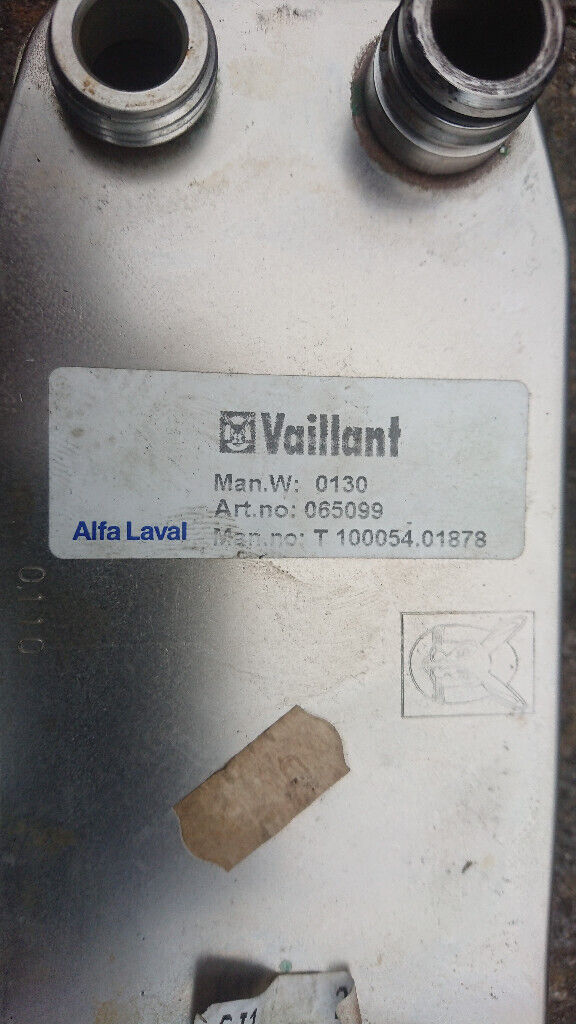 Vaillant
Man.W: 0130
Art.no: 065099
Alfa Laval
Man.no: T 100054.01878
0110